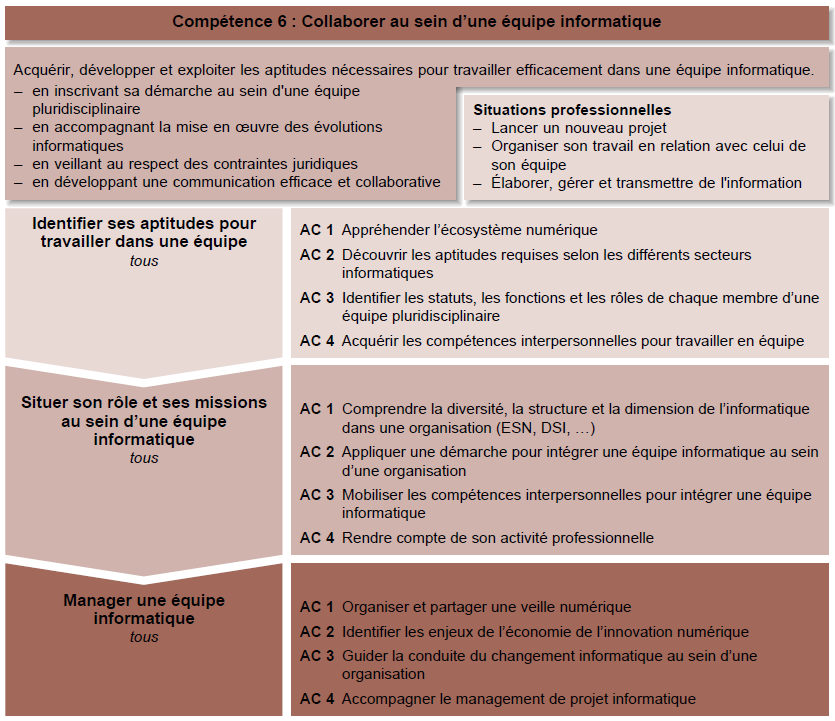 Compétence 6 : Collaborer au sein d’une équipe informatique
Acquérir, développer et exploiter les aptitudes nécessaires pour travailler efficacement dans une équipe informatique.
– en inscrivant sa démarche au sein d'une équipe
pluridisciplinaire
– en accompagnant la mise en œuvre des évolutions
informatiques
– en veillant au respect des contraintes juridiques
– en développant une communication efficace et collaborative
Situations professionnelles
– Lancer un nouveau projet
– Organiser son travail en relation avec celui de
son équipe
– Élaborer, gérer et transmettre de l'information
Identifier ses aptitudes pour
travailler dans une équipe
tous
AC 1 Appréhender l’écosystème numérique
AC 2 Découvrir les aptitudes requises selon les différents secteurs
informatiques
AC 3 Identifier les statuts, les fonctions et les rôles de chaque membre d’une
équipe pluridisciplinaire
AC 4 Acquérir les compétences interpersonnelles pour travailler en équipe
Situer son rôle et ses missions
au sein d’une équipe
informatique
tous
AC 1 Comprendre la diversité, la structure et la dimension de l’informatique
dans une organisation (ESN, DSI, …)
AC 2 Appliquer une démarche pour intégrer une équipe informatique au sein
d’une organisation
AC 3 Mobiliser les compétences interpersonnelles pour intégrer une équipe
informatique
AC 4 Rendre compte de son activité professionnelle
Manager une équipe
informatique
tous
AC 1 Organiser et partager une veille numérique
AC 2 Identifier les enjeux de l’économie de l’innovation numérique
AC 3 Guider la conduite du changement informatique au sein d’une
organisation
AC 4 Accompagner le management de projet informatique